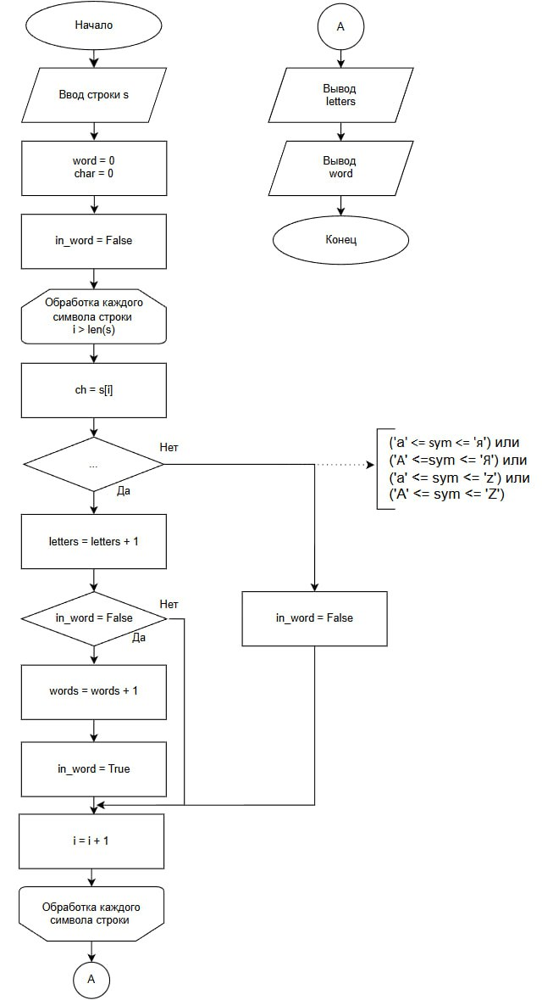 Начало
Ввод строки s
word = 0
char = 0
in_word = False
Обработка каждого
символа строки
i > len(s)
ch = s[i]
...
Нет
Да
('а' <= sym <= 'я') или
('А' <=sym <= 'Я') или
('a' <= sym <= 'z') или
('A' <= sym <= 'Z')
letters = letters + 1
in_word = False
Нет
Да
in_word = False
words = words + 1
in_word = True
i = i + 1
Обработка каждого
символа строки
А
А
Вывод
letters
Вывод
word
Конец